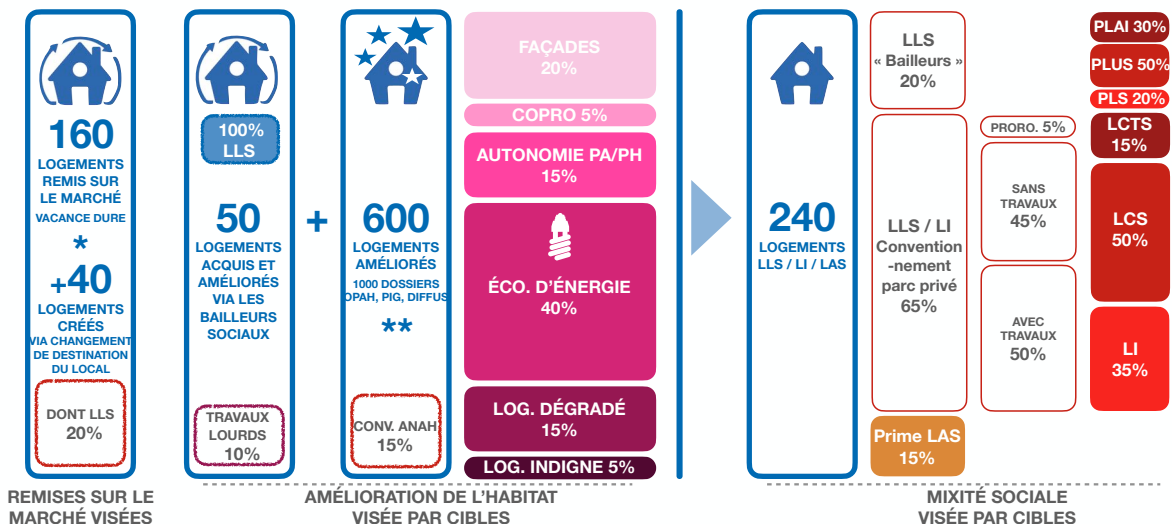 160
LOGEMENTS
REMIS SUR
LE MARCHÉ
VACANCE DURE
*
+40
LOGEMENTS
CRÉÉS
VIA CHANGEMENT
DE DESTINATION
DU LOCAL
DONT LLS
20%
REMISES SUR LE
MARCHÉ VISÉES
100%
LLS
50
LOGEMENTS
ACQUIS ET
AMÉLIORÉS
VIA LES
BAILLEURS
SOCIAUX
TRAVAUX
LOURDS
10%
+
600
LOGEMENTS
AMÉLIORÉS
1000 DOSSIERS
OPAH, PIG, DIFFUS
**
CONV. ANAH
15%
FAÇADES
20%
COPRO 5%
AUTONOMIE PA/PH
15%
ÉCO. D’ÉNERGIE
40%
LOG. DÉGRADÉ
15%
LOG. INDIGNE 5%
AMÉLIORATION DE L’HABITAT
VISÉE PAR CIBLES
240
LOGEMENTS
LLS / LI / LAS
LLS
« Bailleurs »
20%
LLS / LI
Convention
-nement
parc privé
65%
Prime LAS
15%
PRORO. 5%
SANS
TRAVAUX
45%
AVEC
TRAVAUX
50%
PLAI 30%
PLUS 50%
PLS 20%
LCTS
15%
LCS
50%
LI
35%
MIXITÉ SOCIALE
VISÉE PAR CIBLES